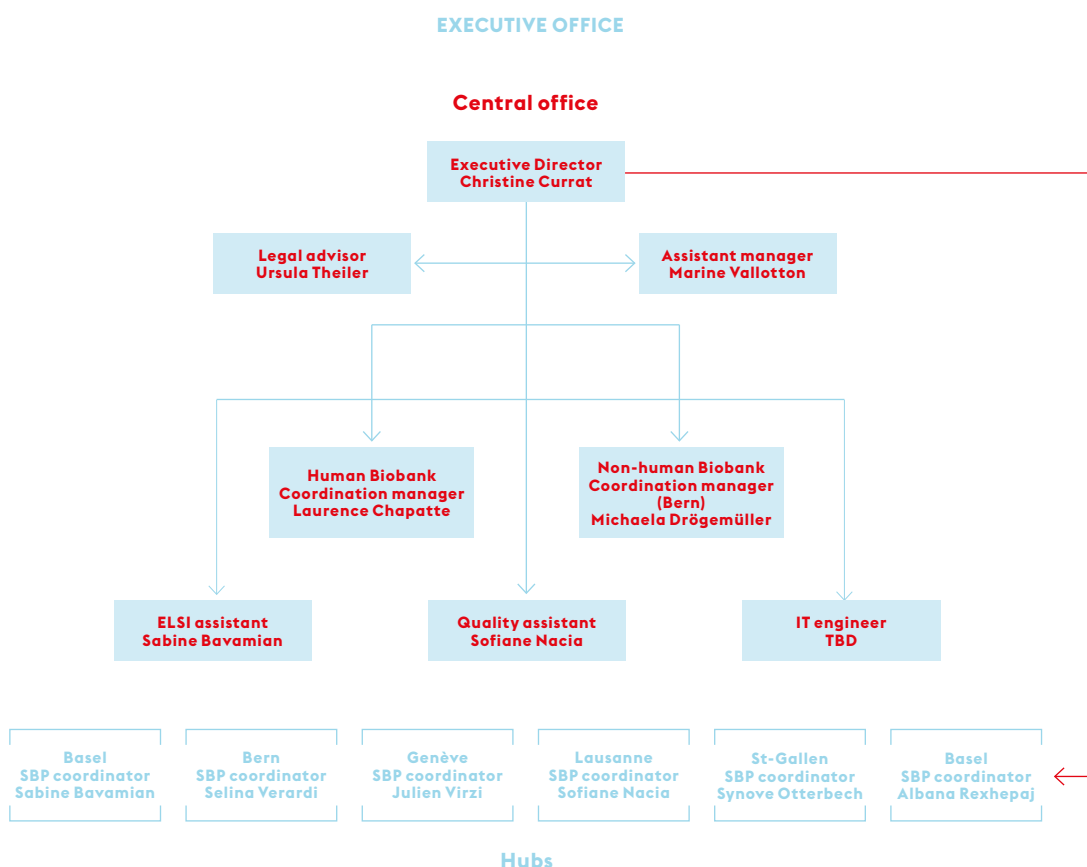 EXECUTIVE OFFICE
Central office
Executive Director
Christine Currat
Legal advisor
Ursula Theiler
Assistant manager
Marine Vallotton
Human Biobank
Coordination manager
Laurence Chapatte
Non-human Biobank
Coordination manager
(Bern)
Michaela Drögemüller
ELSI assistant
Sabine Bavamian
Quality assistant
Sofiane Nacia
IT engineer
TBD
Basel
SBP coordinator
Sabine Bavamian
Bern
SBP coordinator
Selina Verardi
Genève
SBP coordinator
Julien Virzi
Lausanne
SBP coordinator
Sofiane Nacia
St-Gallen
SBP coordinator
Synove Otterbech
Basel
SBP coordinator
Albana Rexhepaj
Hubs